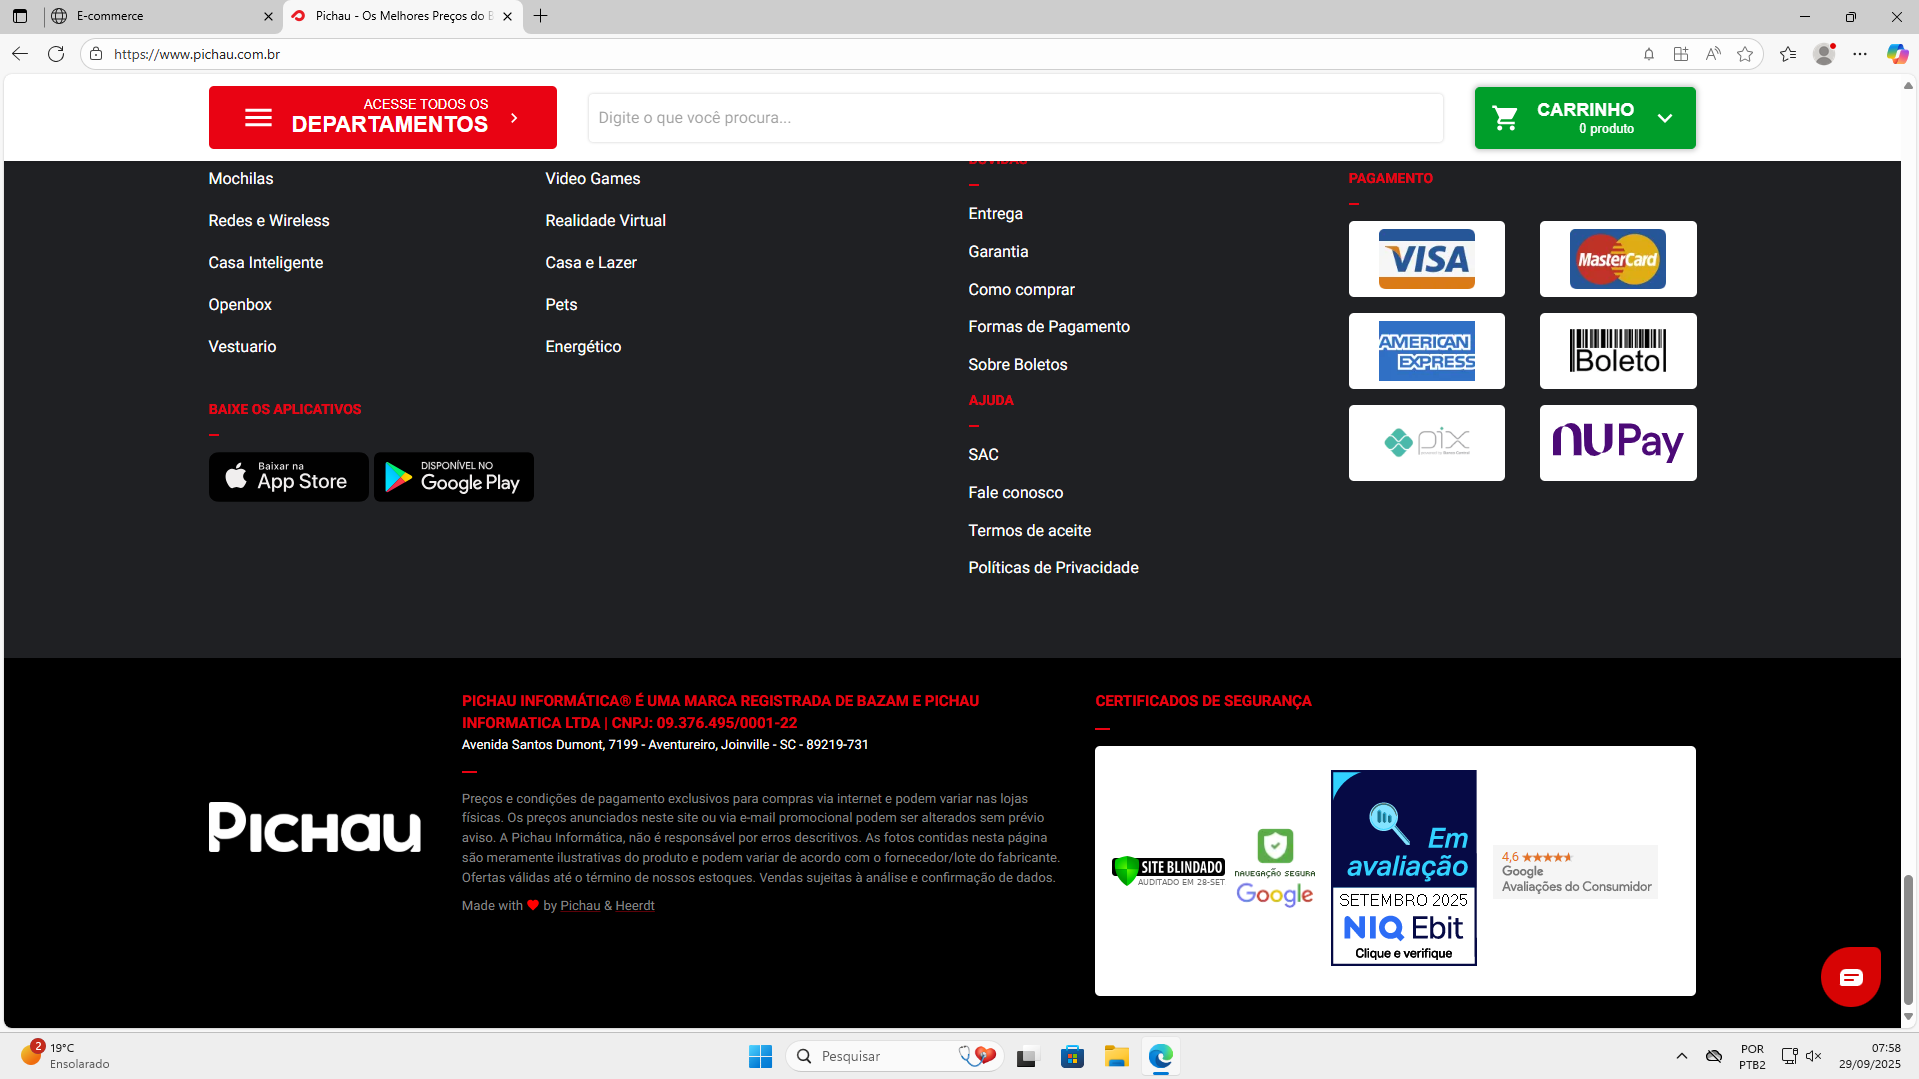 E-commerce
Pichau - Os Melhores Preços do B
https://www.pichau.com.br
ACESSE TODOS OS
DEPARTAMENTOS
Digite o que você procura...
CARRINHO
0 produto
Mochilas
Redes e Wireless
Casa Inteligente
Openbox
Vestuario
Video Games
Realidade Virtual
Casa e Lazer
Pets
Energético
BAIXE OS APLICATIVOS
Baixar na
App Store
DISPONÍVEL NO
Google Play
Entrega
Garantia
Como comprar
Formas de Pagamento
Sobre Boletos
AJUDA
SAC
Fale conosco
Termos de aceite
Políticas de Privacidade
PAGAMENTO
VISA
MasterCard
AMERICAN
EXPRESS
Boleto
pix
nuPay
PICHAU
PICHAU INFORMÁTICA® É UMA MARCA REGISTRADA DE BAZAM E PICHAU
INFORMATICA LTDA | CNPJ: 09.376.495/0001-22
Avenida Santos Dumont, 7199 - Aventureiro, Joinville - SC - 89219-731
Preços e condições de pagamento exclusivos para compras via internet e podem variar nas lojas
físicas. Os preços anunciados neste site ou via e-mail promocional podem ser alterados sem prévio
aviso. A Pichau Informática, não é responsável por erros descritivos. As fotos contidas nesta página
são meramente ilustrativas do produto e podem variar de acordo com o fornecedor/lote do fabricante.
Ofertas válidas até o término de nossos estoques. Vendas sujeitas à análise e confirmação de dados.
Made with ❤ by Pichau & Heerdt
CERTIFICADOS DE SEGURANÇA
SITE BLINDADO
AUDITADO EM 28-SET
NAVEGAÇÃO SEGURA
Google
Em
avaliação
SETEMBRO 2025
NIQ Ebit
Clique e verifique
4,6 ★★★★★
Google
Avaliações do Consumidor
2
19°C
Ensolarado
Pesquisar
POR
PTB2
07:58
29/09/2025